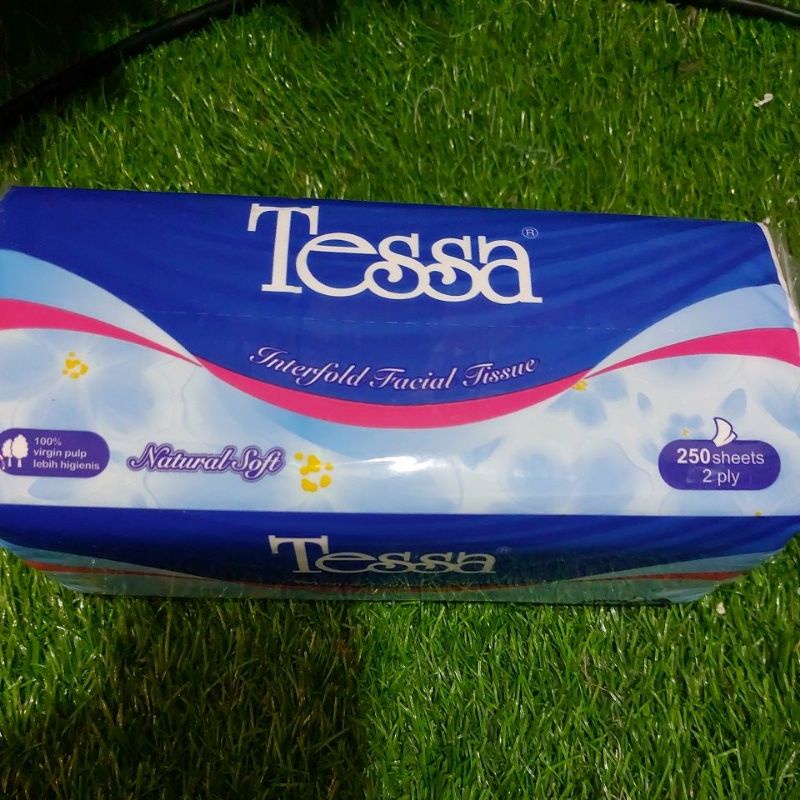 Tessa®
Interfold Facial Tissue
100%
virgin pulp
lebih higienis
Natural Soft
250 sheets
2 ply
Tessa®